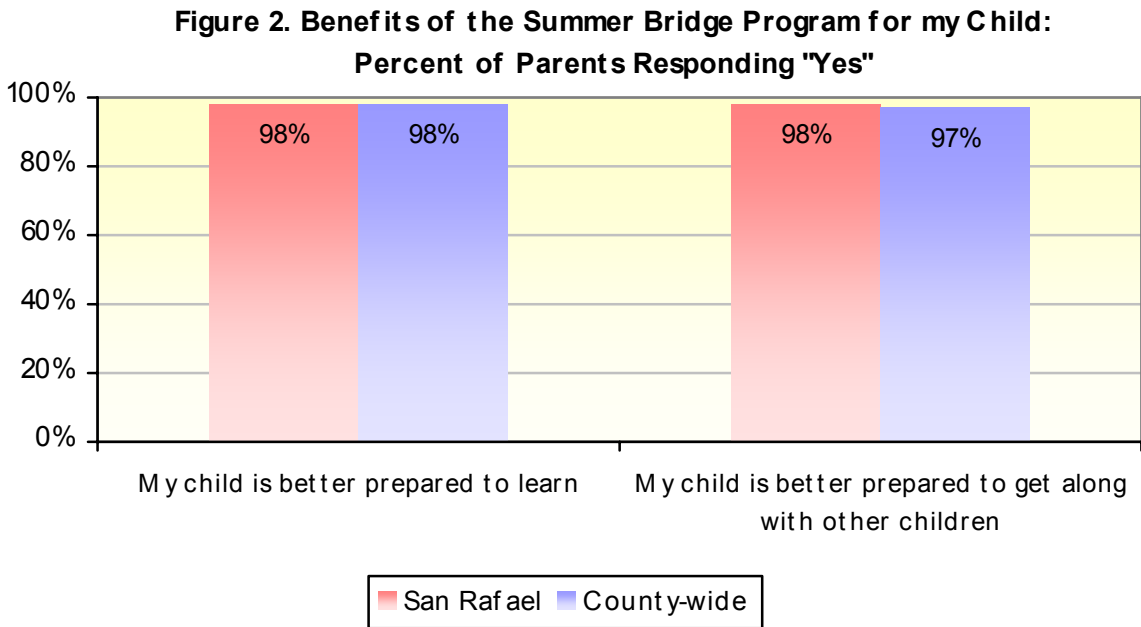 Figure 2. Benefits of the Summer Bridge Program for my Child:
Percent of Parents Responding "Yes"
100%
98%
98%
98%
97%
80%
60%
40%
20%
0%
My child is better prepared to learn
My child is better prepared to get along
with other children
San Rafael
County-wide